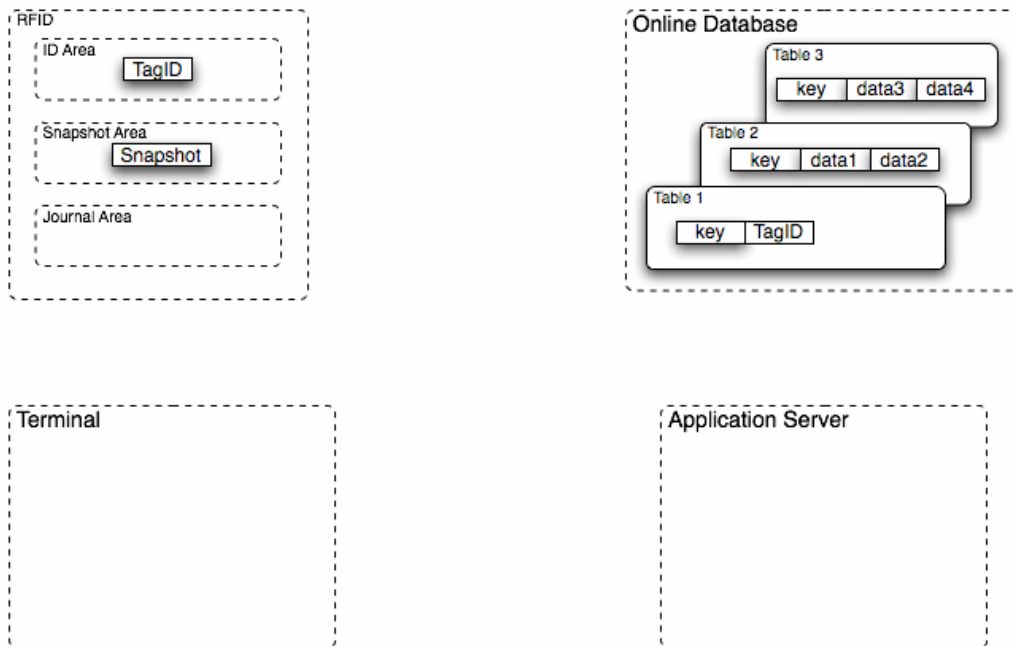 RFID
ID Area
TagID
Snapshot Area
Snapshot
Journal Area
Online Database
Table 3
key data3 data4
Table 2
key data1 data2
Table 1
key TagID
Terminal
Application Server